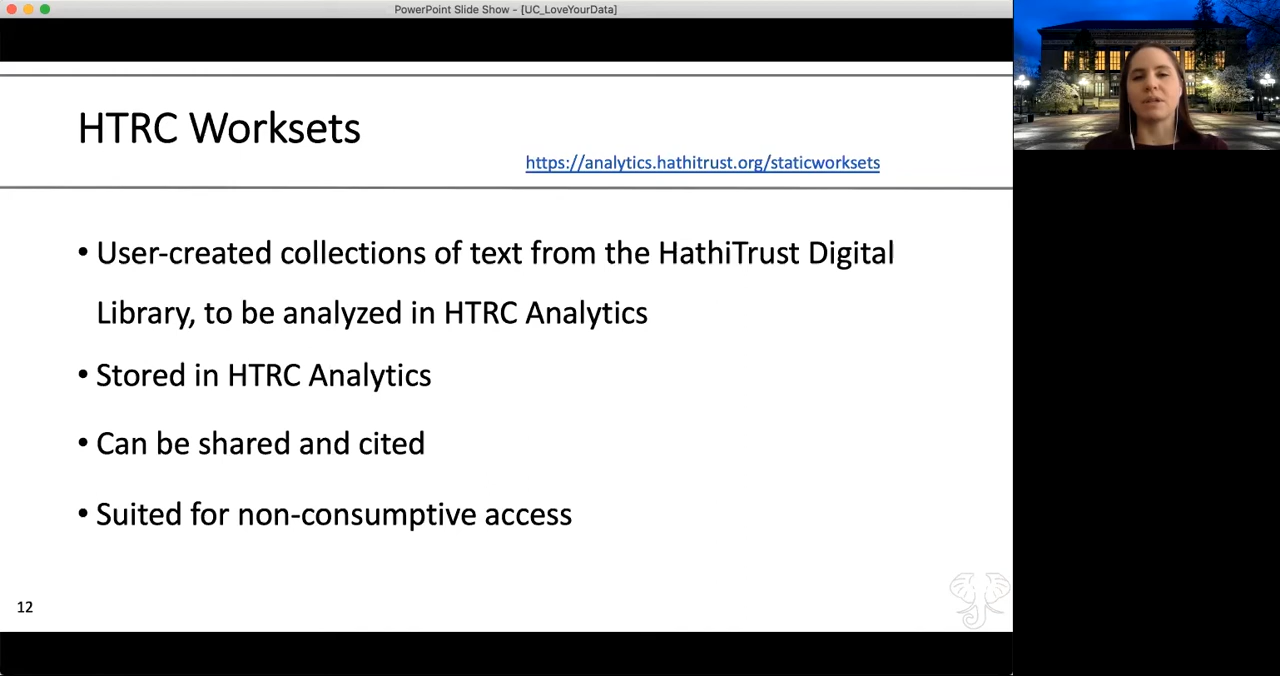 PowerPoint Slide Show - [UC_LoveYourData]
HTRC Worksets
https://analytics.hathitrust.org/staticworksets
• User-created collections of text from the HathiTrust Digital
Library, to be analyzed in HTRC Analytics
• Stored in HTRC Analytics
• Can be shared and cited
• Suited for non-consumptive access
12